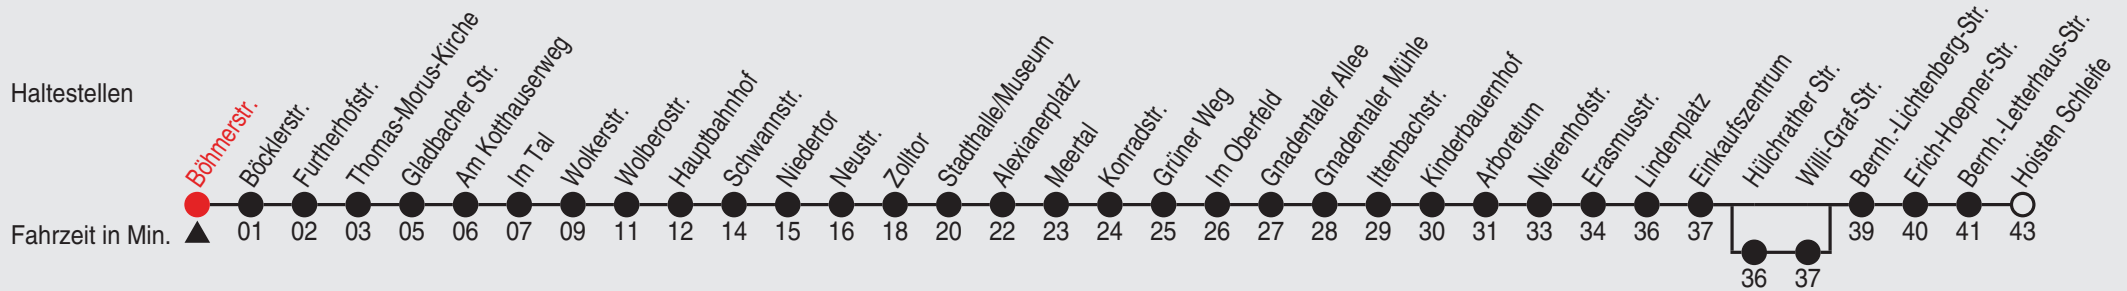 Haltestellen
Böhmerstr.
Böcklerstr.
Furtherhofstr.
Thomas-Morus-Kirche
Gladbacher Str.
Am Kotthauserweg
Im Tal
Wolkerstr.
Wolberostr.
Hauptbahnhof
Schwannstr.
Niedertor
Neustr.
Zolltor
Stadthalle/Museum
Alexianerplatz
Meertal
Konradstr.
Grüner Weg
Im Oberfeld
Gnadentaler Allee
Gnadentaler Mühle
Ittenbachstr.
Kinderbauernhof
Arboretum
Nierenhofstr.
Erasmusstr.
Lindenplatz
Einkaufszentrum
Hülchrather Str.
Willi-Graf-Str.
Bernh.-Lichtenberg-Str.
Erich-Hoepner-Str.
Bernh.-Letterhaus-Str.
Hoisten Schleife
Fahrzeit in Min. 01 02 03 05 06 07 09 11 12 14 15 16 18 20 22 23 24 25 26 27 28 29 30 31 33 34 36 37 39 40 41 43
36 37